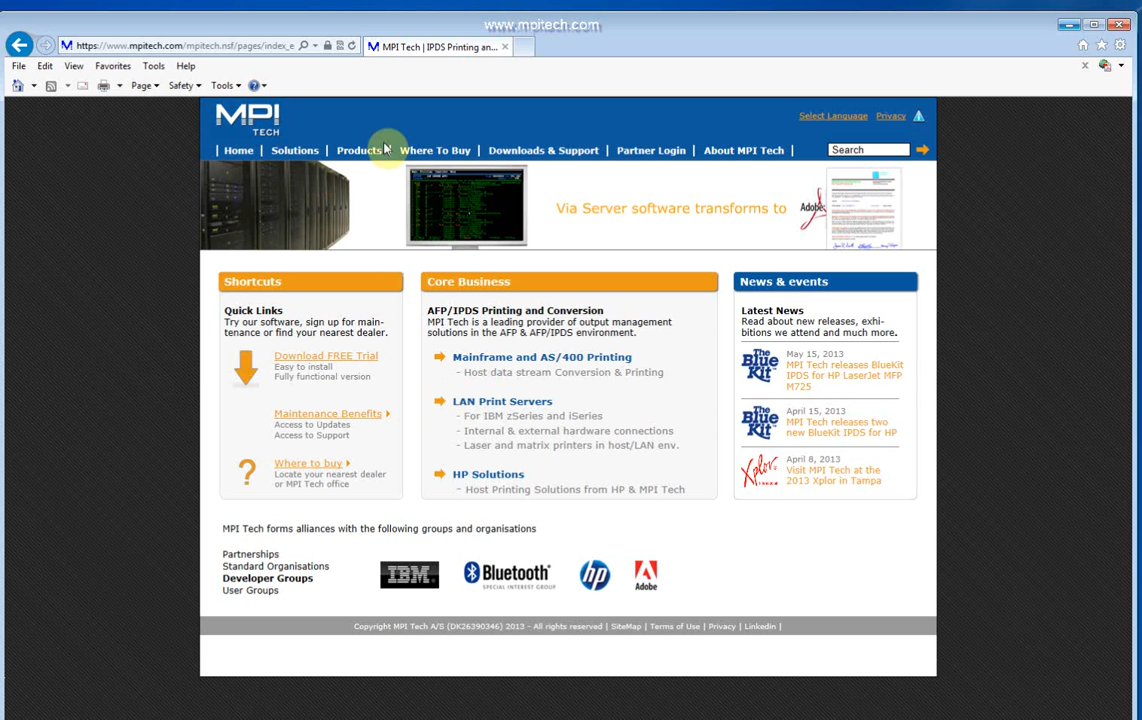 www.mpitech.com
https://www.mpitech.com/mpitech.nsf/pages/index_e
MPI Tech | IPDS Printing an...
File Edit View Favorites Tools Help
Page Safety Tools
MPI
TECH
Select Language Privacy
| Home | Solutions | Products | Where To Buy | Downloads & Support | Partner Login | About MPI Tech |
Search
Via Server software transforms to
Adobe
Shortcuts
Quick Links
Try our software, sign up for main-
tenance or find your nearest dealer.
Download FREE Trial
Easy to install
Fully functional version
Maintenance Benefits
Access to Updates
Access to Support
Where to buy
Locate your nearest dealer
or MPI Tech office
Core Business
AFP/IPDS Printing and Conversion
MPI Tech is a leading provider of output management
solutions in the AFP & AFP/IPDS environment.
Mainframe and AS/400 Printing
- Host data stream Conversion & Printing
LAN Print Servers
- For IBM zSeries and iSeries
- Internal & external hardware connections
- Laser and matrix printers in host/LAN env.
HP Solutions
- Host Printing Solutions from HP & MPI Tech
News & events
Latest News
Read about new releases, exhi-
bitions we attend and much more.
The Blue Kit
May 15, 2013
MPI Tech releases BlueKit
IPDS for HP LaserJet MFP
M725
The Blue Kit
April 15, 2013
MPI Tech releases two
new BlueKit IPDS for HP
Xplor
April 8, 2013
Visit MPI Tech at the
2013 Xplor in Tampa
MPI Tech forms alliances with the following groups and organisations
Partnerships
Standard Organisations
Developer Groups
User Groups
IBM
Bluetooth
SPECIAL INTEREST GROUP
hp
Adobe
Copyright MPI Tech A/S (DK26390346) 2013 - All rights reserved | SiteMap | Terms of Use | Privacy | Linkedin |